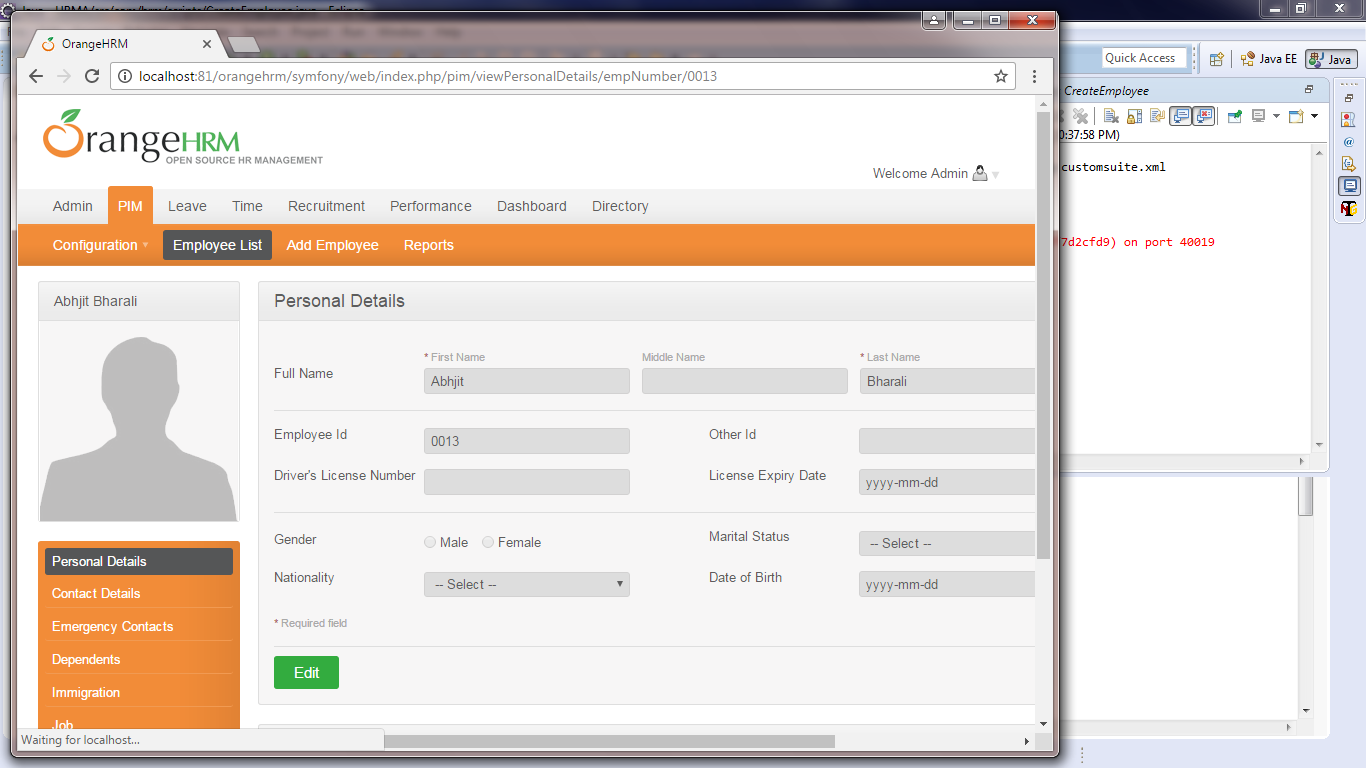 OrangeHRM
localhost:81/orangehrm/symfony/web/index.php/pim/viewPersonalDetails/empNumber/0013
Quick Access
Java EE
Java
CreateEmployee
0:37:58 PM)
customsuite.xml
7d2cfd9) on port 40019
OrangeHRM
OPEN SOURCE HR MANAGEMENT
Welcome Admin
Admin PIM Leave Time Recruitment Performance Dashboard Directory
Configuration Employee List Add Employee Reports
Abhjit Bharali
Personal Details
Full Name
* First Name
Abhjit
Middle Name
* Last Name
Bharali
Employee Id
0013
Other Id
Driver's License Number
License Expiry Date
yyyy-mm-dd
Gender
Male
Female
Marital Status
-- Select --
Nationality
-- Select --
Date of Birth
yyyy-mm-dd
* Required field
Edit
Personal Details
Contact Details
Emergency Contacts
Dependents
Immigration
Job
Waiting for localhost...